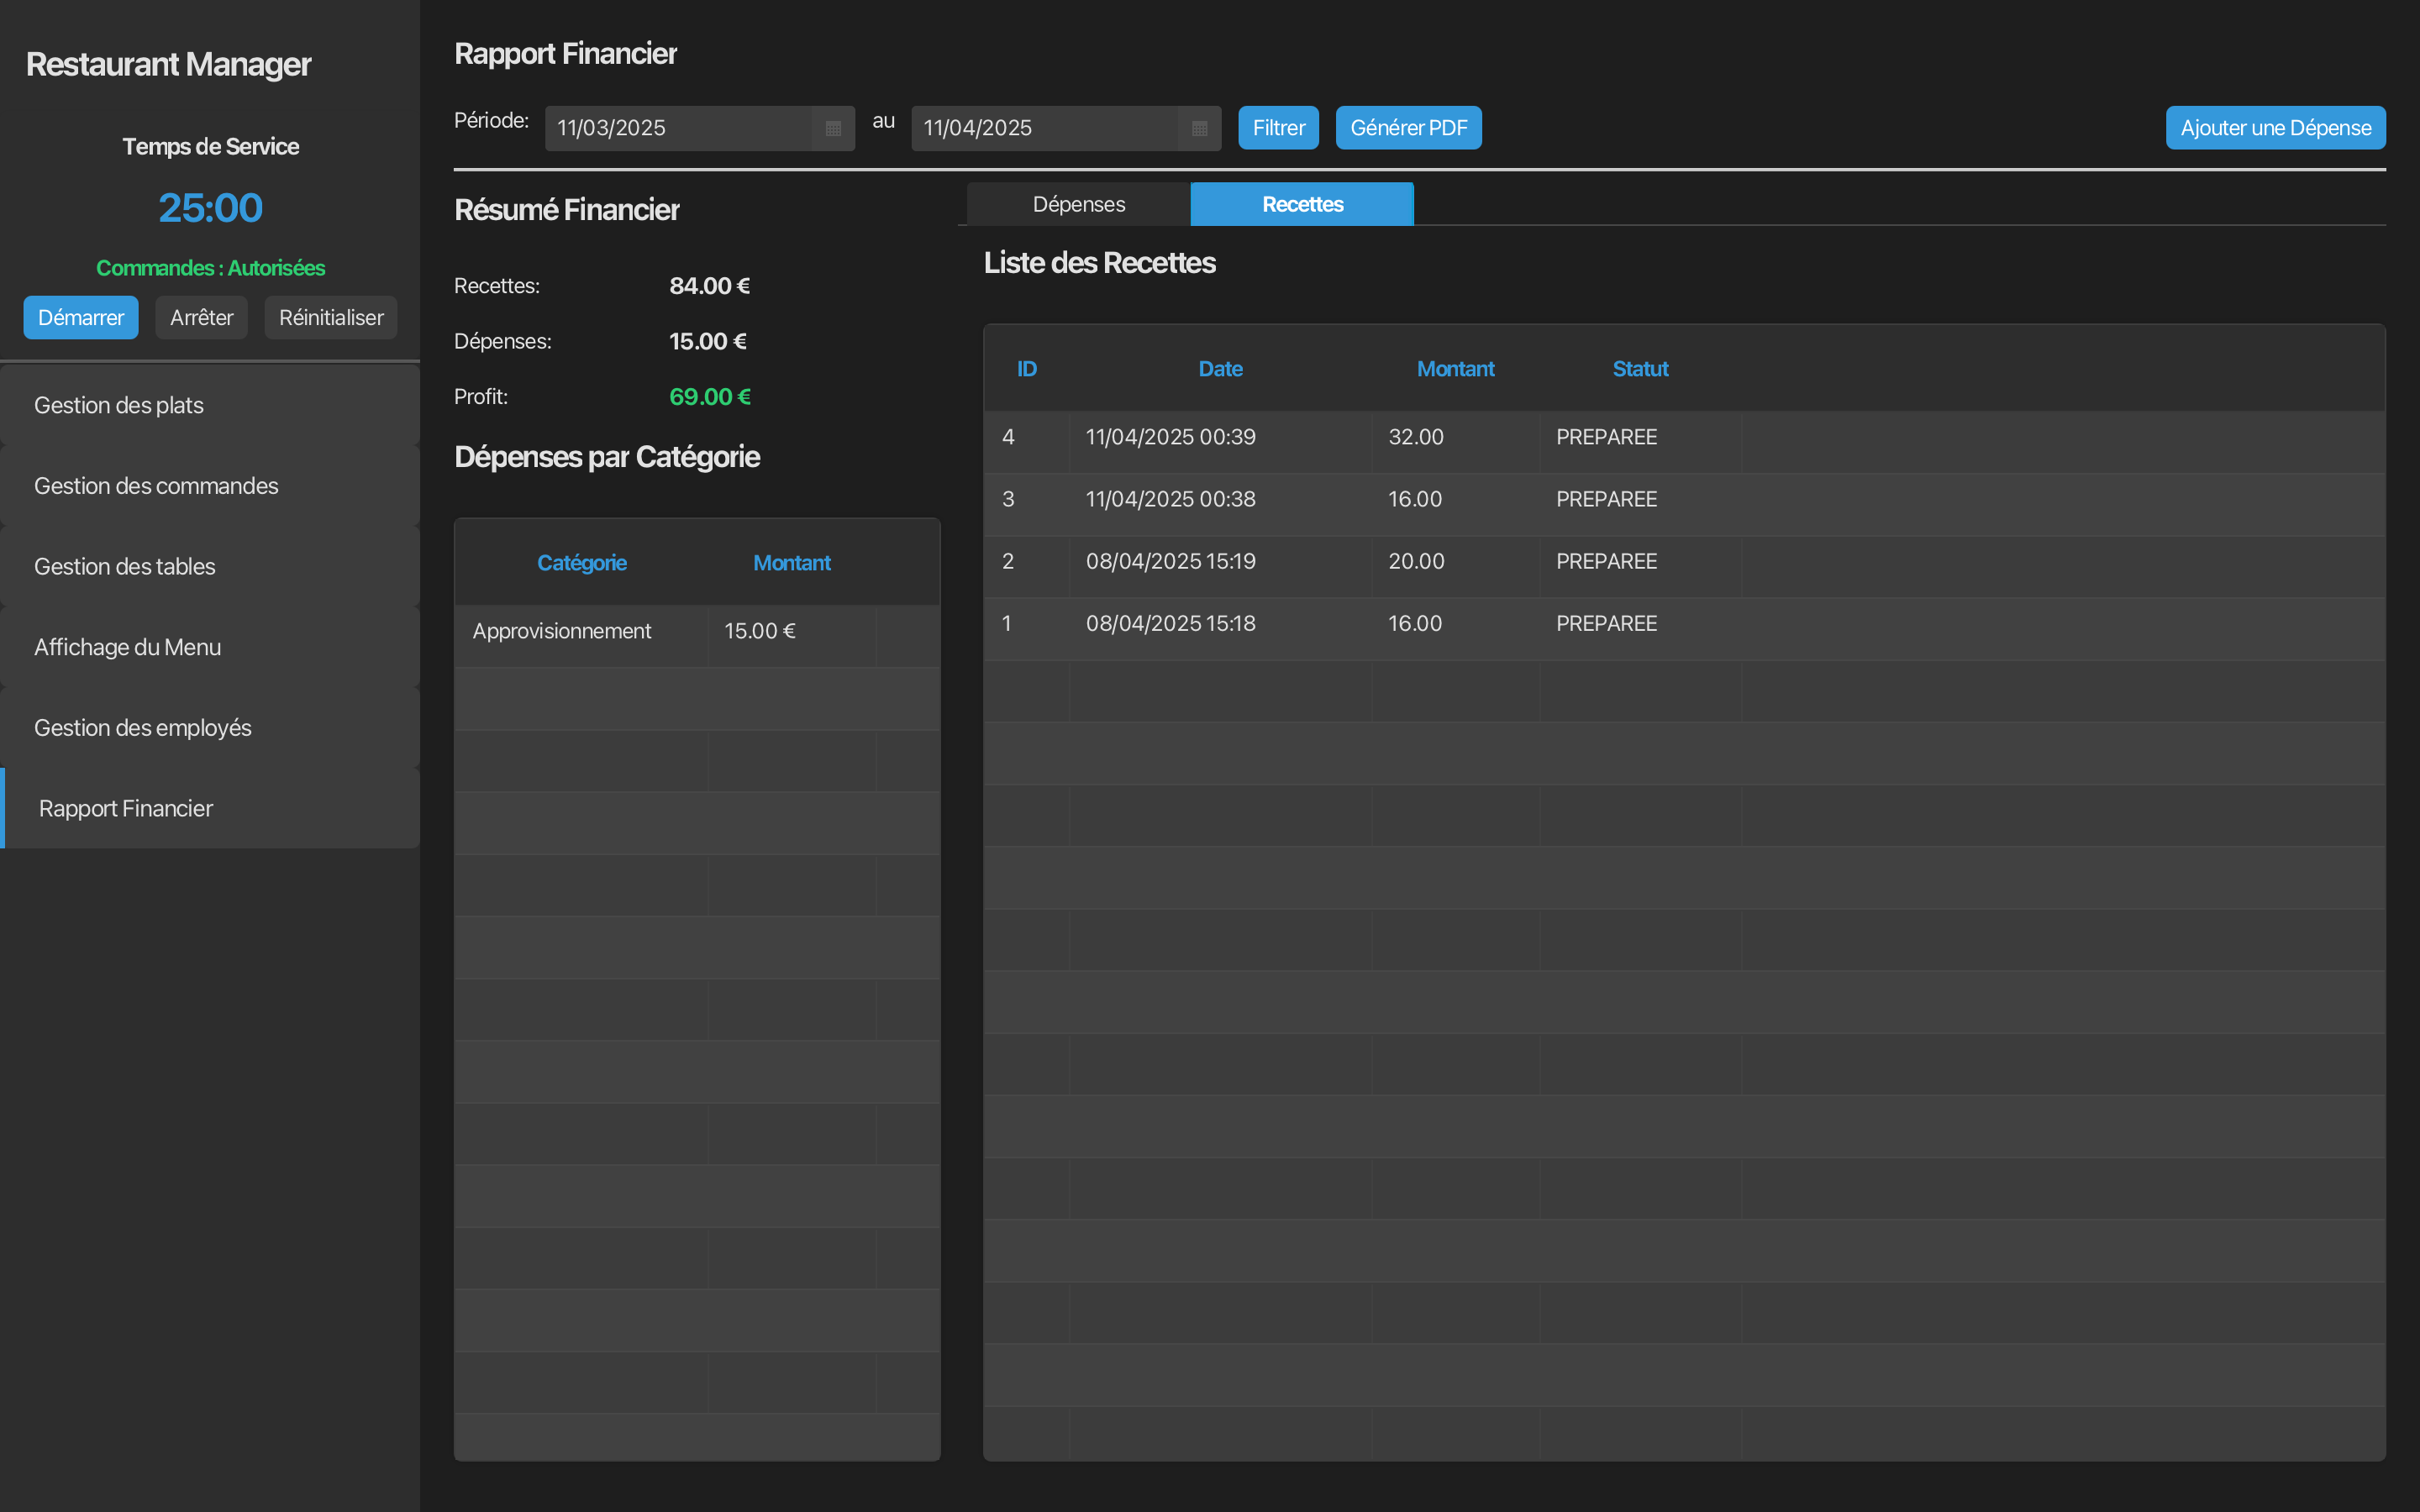 Restaurant Manager
Temps de Service
25:00
Commandes : Autorisées
Démarrer Arrêter Réinitialiser
Gestion des plats
Gestion des commandes
Gestion des tables
Affichage du Menu
Gestion des employés
Rapport Financier
Rapport Financier
Période: 11/03/2025 au 11/04/2025 Filtrer Générer PDF Ajouter une Dépense
Résumé Financier
Recettes: 84.00 €
Dépenses: 15.00 €
Profit: 69.00 €
Dépenses par Catégorie
Catégorie Montant
Approvisionnement 15.00 €
Dépenses Recettes
Liste des Recettes
ID Date Montant Statut
4 11/04/2025 00:39 32.00 PREPAREE
3 11/04/2025 00:38 16.00 PREPAREE
2 08/04/2025 15:19 20.00 PREPAREE
1 08/04/2025 15:18 16.00 PREPAREE